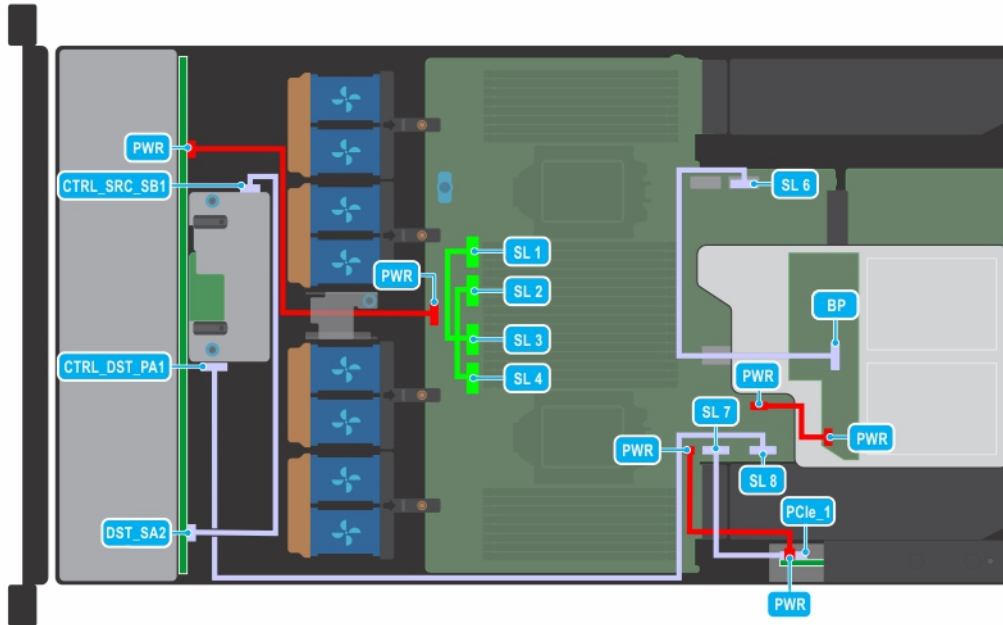 PWR
CTRL_SRC_SB1
SL 6
SL 1
PWR
SL 2
BP
SL 3
CTRL_DST_PA1
SL 4
PWR
SL 7
PWR
PWR
SL 8
PCIe_1
DST_SA2
PWR